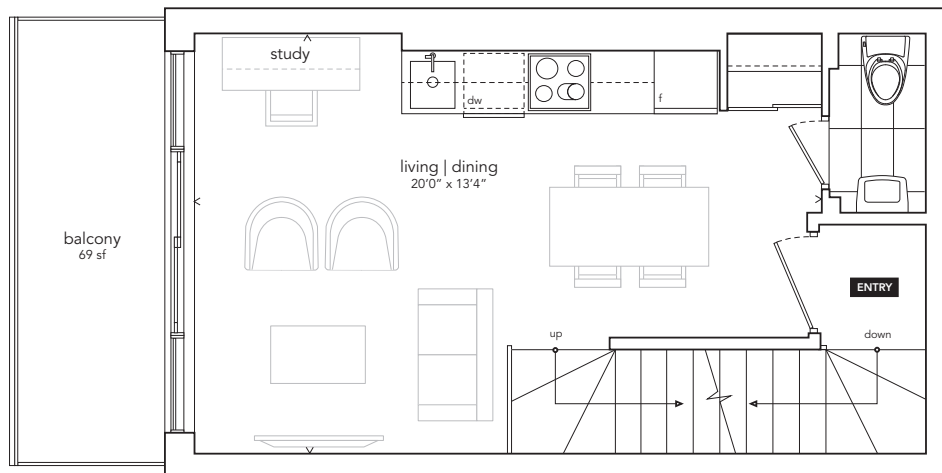 study
dw
f
living | dining
20'0" x 13'4"
balcony
69 sf
ENTRY
up
down